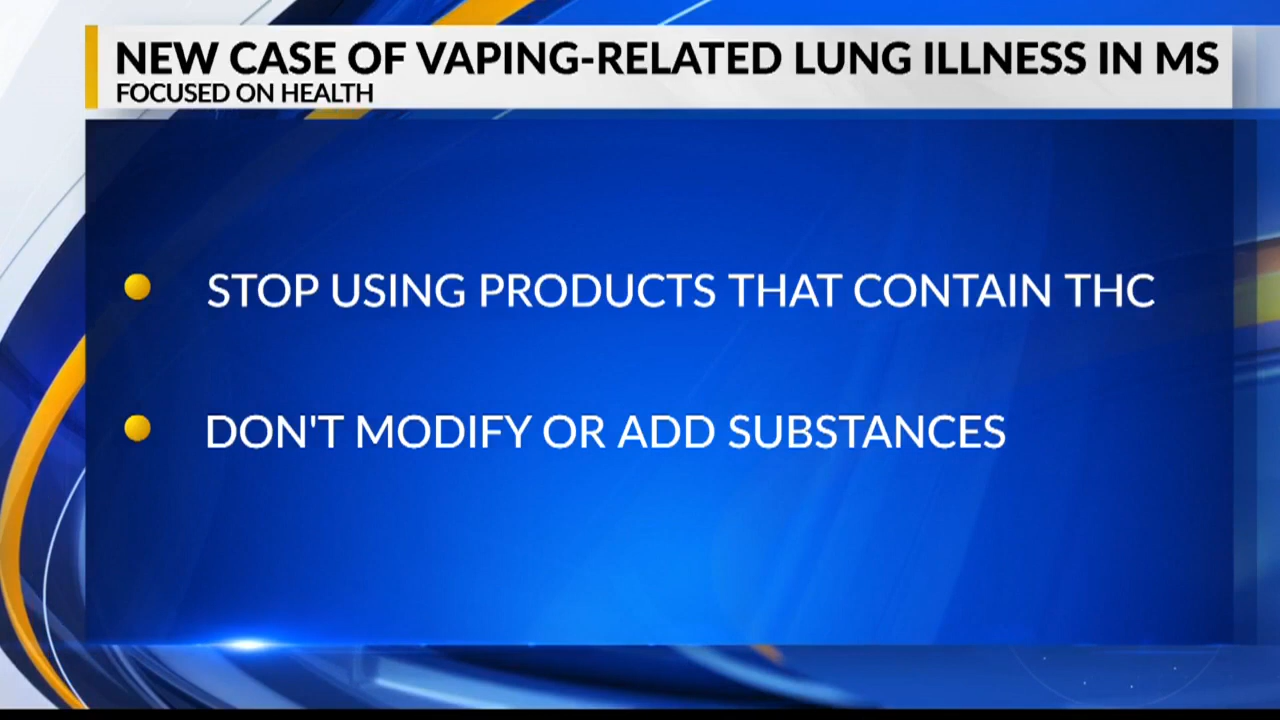 NEW CASE OF VAPING-RELATED LUNG ILLNESS IN MS
FOCUSED ON HEALTH
STOP USING PRODUCTS THAT CONTAIN THC
DON'T MODIFY OR ADD SUBSTANCES